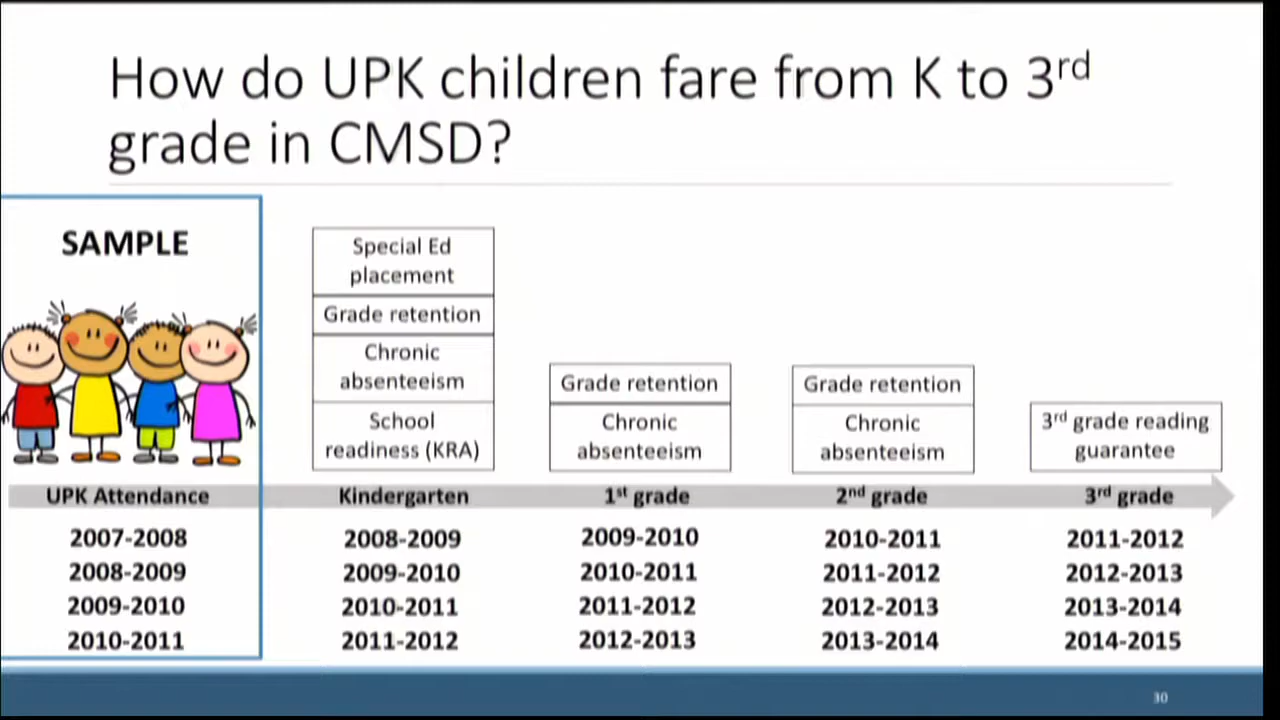 How do UPK children fare from K to 3rd
grade in CMSD?
SAMPLE
Special Ed
placement
Grade retention
Chronic
absenteeism
School
readiness (KRA)
Grade retention
Chronic
absenteeism
Grade retention
Chronic
absenteeism
3rd grade reading
guarantee
UPK Attendance Kindergarten 1st grade 2nd grade 3rd grade
2007-2008 2008-2009 2009-2010 2010-2011 2011-2012
2008-2009 2009-2010 2010-2011 2011-2012 2012-2013
2009-2010 2010-2011 2011-2012 2012-2013 2013-2014
2010-2011 2011-2012 2012-2013 2013-2014 2014-2015
30